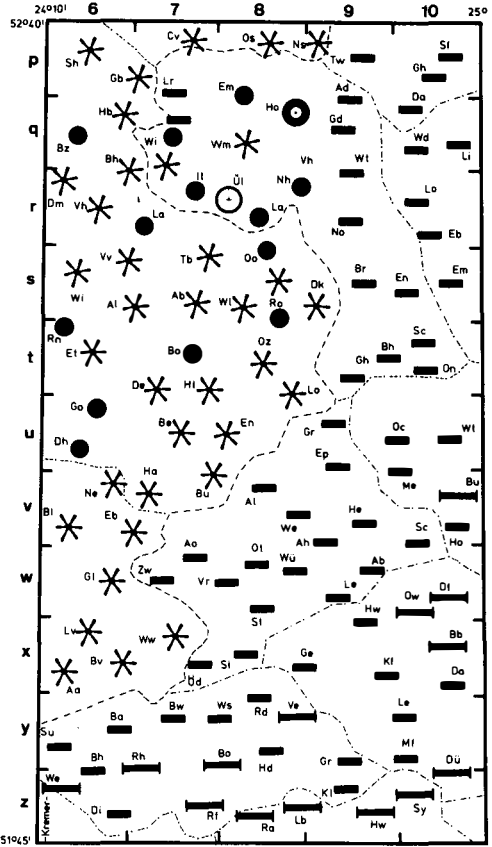 24°10' 6 7 8 9 10 25°
52°40'
Cv Os Ns
p Sh Tw Sf
Gb Lr Em Ad Gh
Hb Ho Da
q Bz Wi Wm Gd Wd Li
Bh Vh Wt
Dm It Ül Nh
r Vh La La No Lo Eb
Vv Tb Oo
s Wi Br En Em
Al Ab Wl Ro Dk
Rn Sc
t Et Bo Oz Bh
Gh On
De Ht Lo
Go
u Be En Gr Oc Wt
Dh Ep
Ne Ha Bü Me Bu
v Al
Bl Eb We He Sc Ho
Ao Ah
w Zw Ot Wü Ab
Gl Vr Le Ow Dt
St Hw
Lv Ww
x Bb
Bv St Ge Kf Da
Aa Od
Ba Bw Ws Rd Ve Le
y Su Mf
Bh Rh Bo Hd Gr Dü
We Kl
z Di Rf Ra Lb Hw Sy
Kremer
51°45'